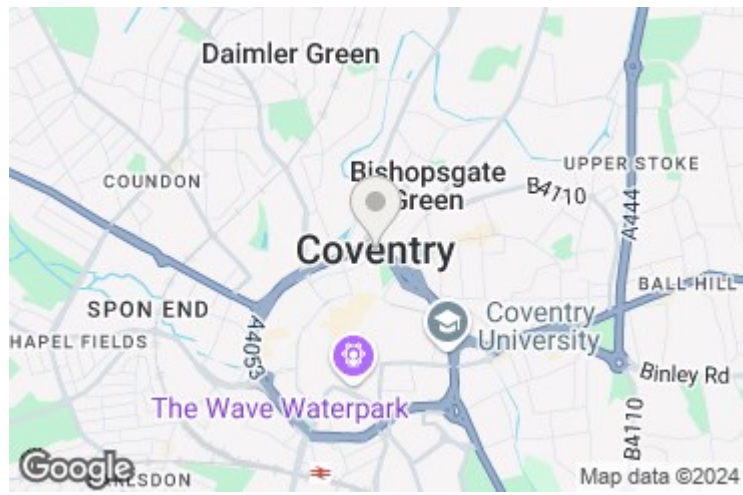 Daimler Green
Bishopsgate
Green
UPPER STOKE
COUNDON
B4110
A444
Coventry
BALL HILL
SPON END
Coventry
University
HAPEL FIELDS
A4053
Binley Rd
The Wave Waterpark
B4110
Google
ARLSDON
Map data ©2024